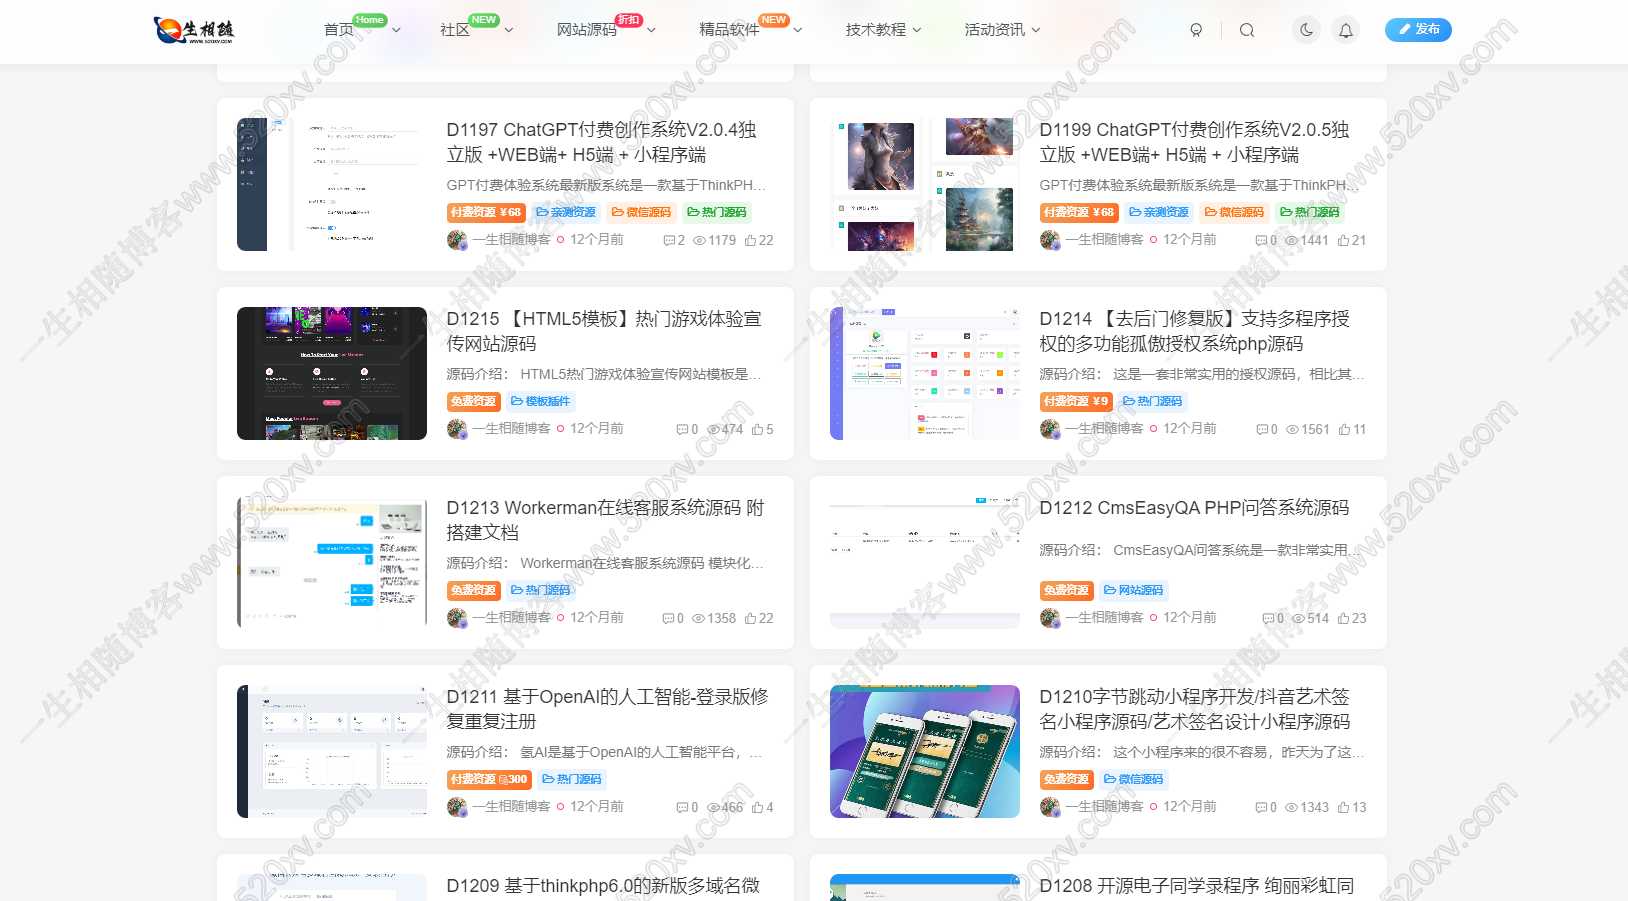 一生相随
WWW.520XV.COM
首页 Home
社区 NEW
网站源码 折扣
精品软件 NEW
技术教程
活动资讯
发布
D1197 ChatGPT付费创作系统V2.0.4独
立版 +WEB端+ H5端 + 小程序端
GPT付费体验系统最新版系统是一款基于ThinkPH...
付费资源 ¥68 亲测资源 微信源码 热门源码
一生相随博客 12个月前 2 1179 22
D1199 ChatGPT付费创作系统V2.0.5独
立版 +WEB端+ H5端 + 小程序端
GPT付费体验系统最新版系统是一款基于ThinkPH...
付费资源 ¥68 亲测资源 微信源码 热门源码
一生相随博客 12个月前 0 1441 21
D1215 【HTML5模板】热门游戏体验宣
传网站源码
源码介绍： HTML5热门游戏体验宣传网站模板是...
免费资源 模板插件
一生相随博客 12个月前 0 474 5
D1214 【去后门修复版】支持多程序授
权的多功能孤傲授权系统php源码
源码介绍： 这是一套非常实用的授权源码，相比其...
付费资源 ¥9 热门源码
一生相随博客 12个月前 0 1561 11
D1213 Workerman在线客服系统源码 附
搭建文档
源码介绍： Workerman在线客服系统源码 模块化...
免费资源 热门源码
一生相随博客 12个月前 0 1358 22
D1212 CmsEasyQA PHP问答系统源码
源码介绍： CmsEasyQA问答系统是一款非常实用...
免费资源 网站源码
一生相随博客 12个月前 0 514 23
D1211 基于OpenAI的人工智能-登录版修
复重复注册
源码介绍： 氢AI是基于OpenAI的人工智能平台，...
付费资源 300 热门源码
一生相随博客 12个月前 0 466 4
D1210字节跳动小程序开发/抖音艺术签
名小程序源码/艺术签名设计小程序源码
源码介绍： 这个小程序来的很不容易，昨天为了这...
免费资源 微信源码
一生相随博客 12个月前 0 1343 13
D1209 基于thinkphp6.0的新版多域名微
D1208 开源电子同学录程序 绚丽彩虹同
一生相随博客www.520xv.com